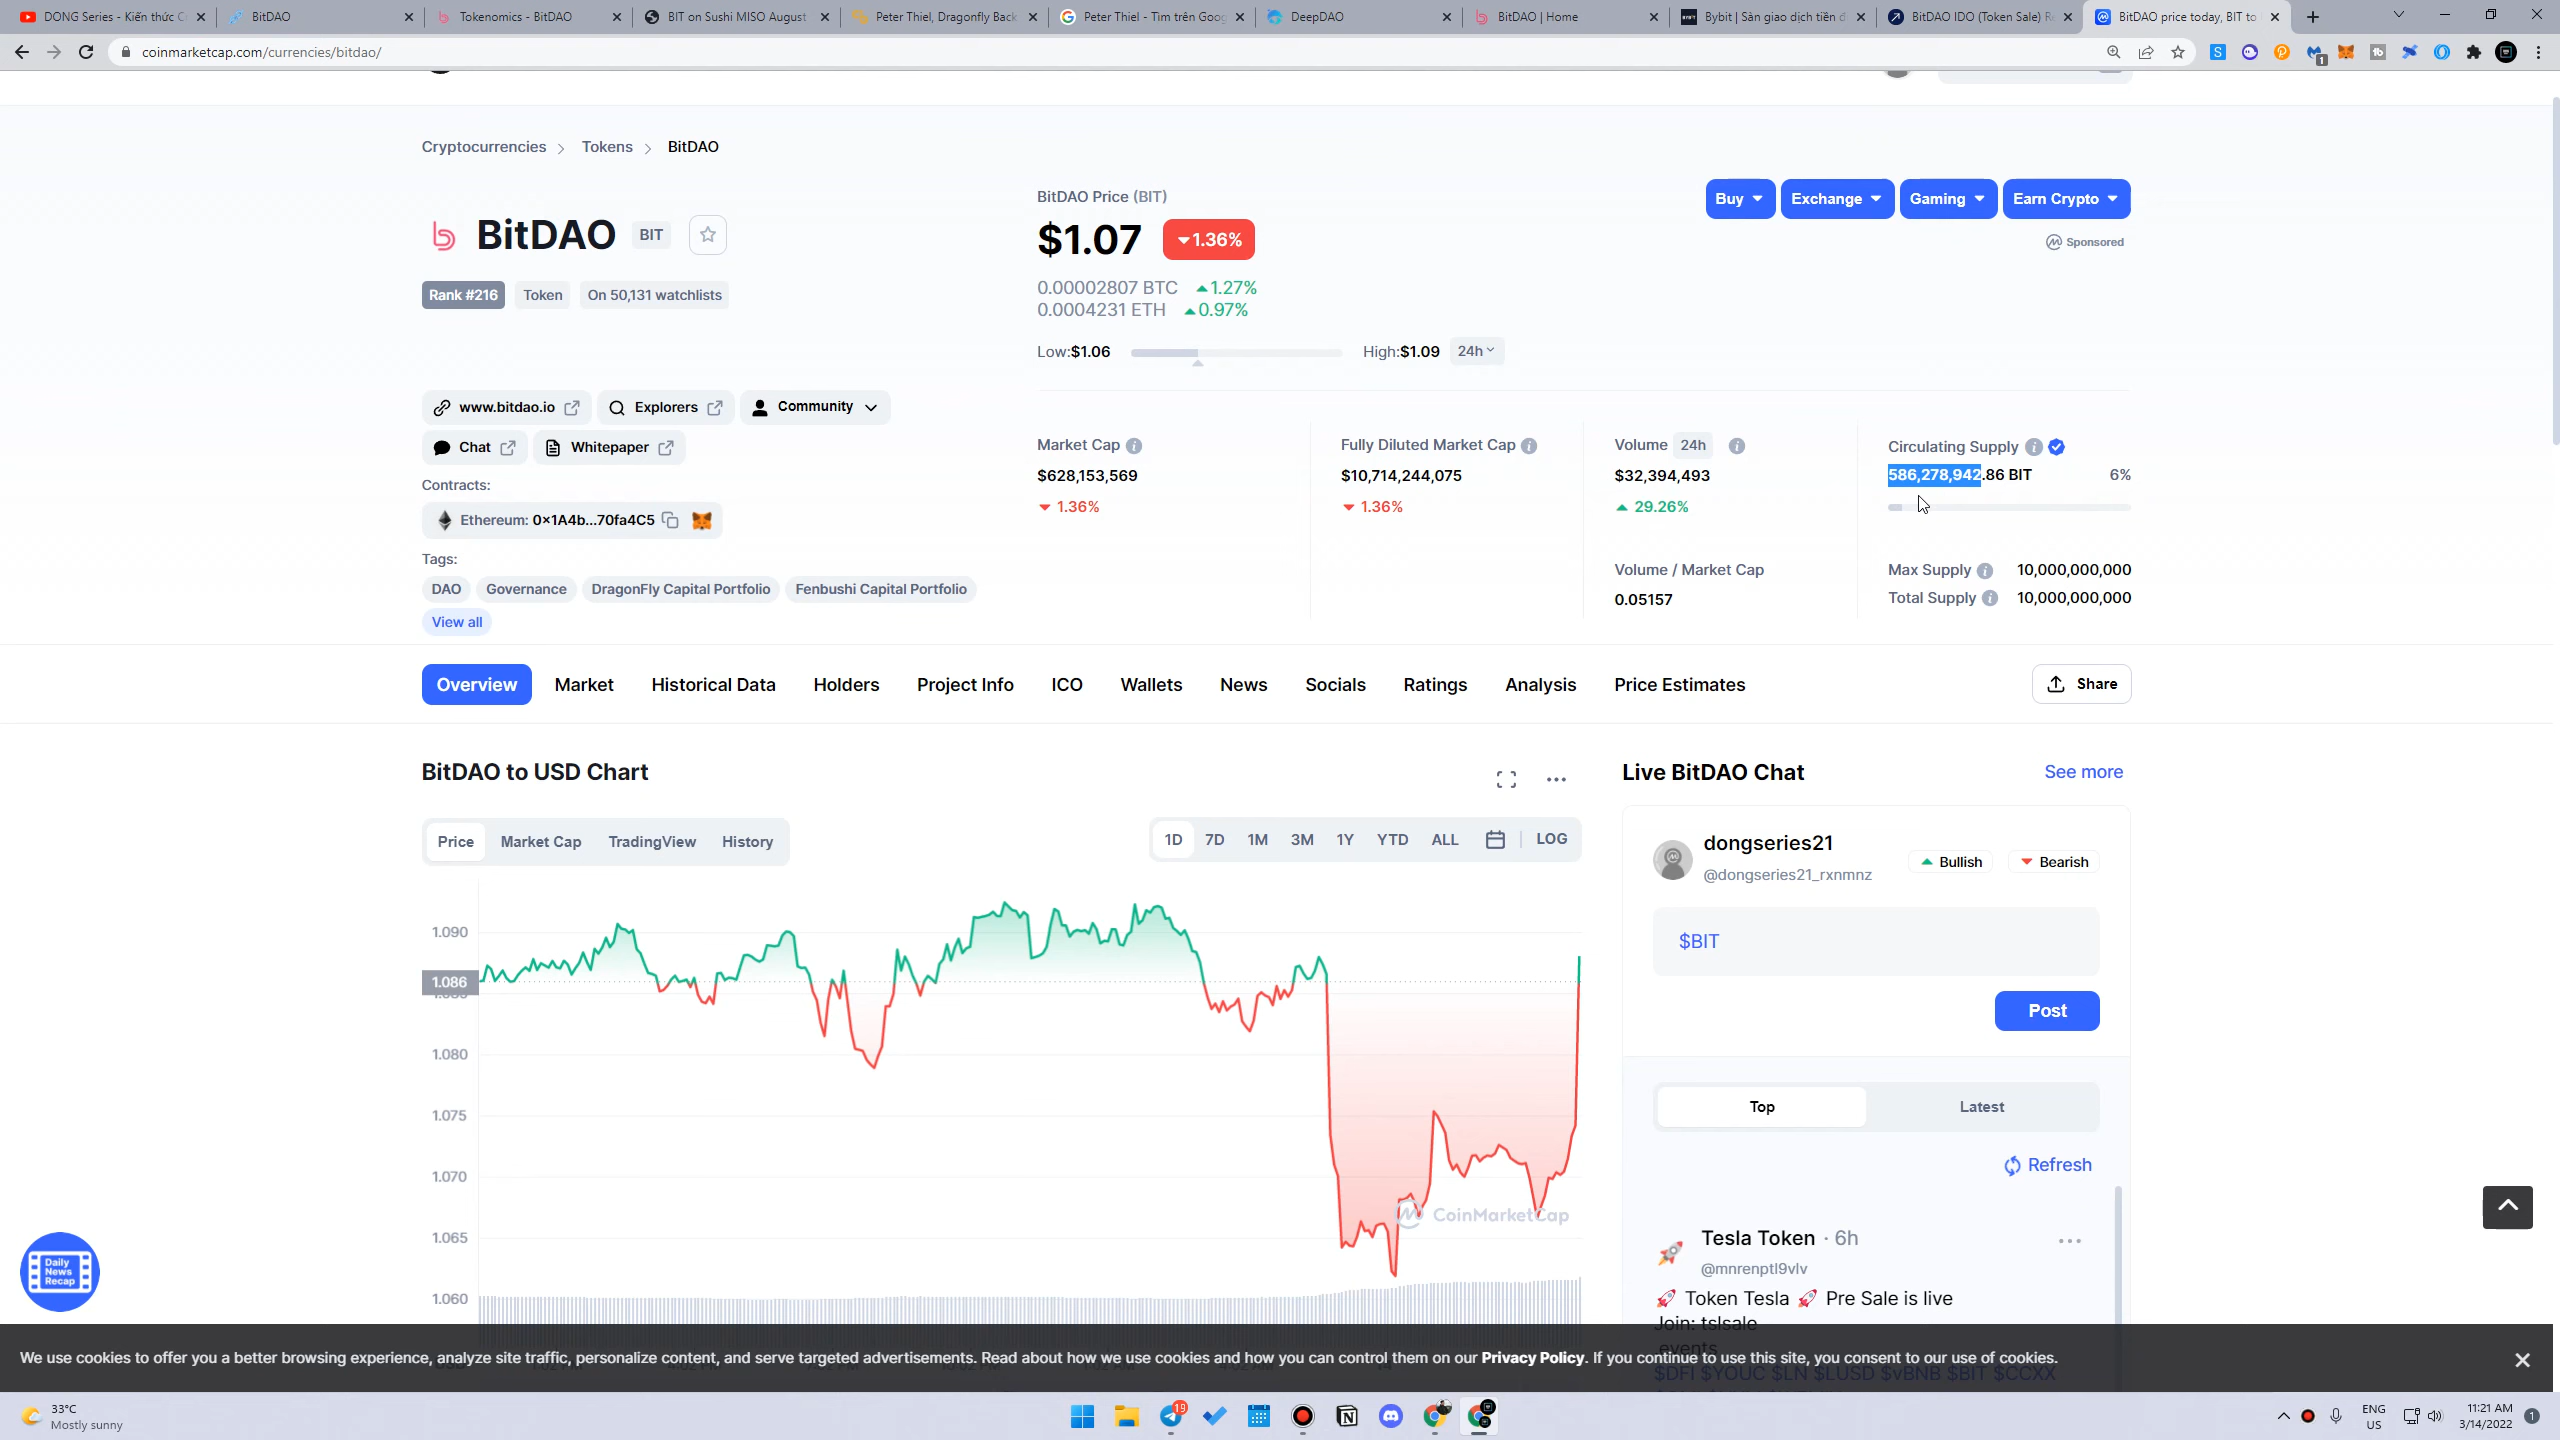 DONG Series - Kiến thức C
BitDAO
Tokenomics - BitDAO
BIT on Sushi MISO August
Peter Thiel, Dragonfly Back
Peter Thiel - Tìm trên Goog
DeepDAO
BitDAO | Home
Bybit | Sàn giao dịch tiền đ
BitDAO IDO (Token Sale) R
BitDAO price today, BIT to
coinmarketcap.com/currencies/bitdao/
Cryptocurrencies
Tokens
BitDAO
BitDAO
BIT
Rank #216
Token
On 50,131 watchlists
BitDAO Price (BIT)
$1.07
1.36%
0.00002807 BTC
1.27%
0.0004231 ETH
0.97%
Low:$1.06
High:$1.09
24h
Buy
Exchange
Gaming
Earn Crypto
Sponsored
www.bitdao.io
Explorers
Community
Chat
Whitepaper
Contracts:
Ethereum: 0x1A4b...70fa4C5
Tags:
DAO
Governance
DragonFly Capital Portfolio
Fenbushi Capital Portfolio
View all
Market Cap
$628,153,569
1.36%
Fully Diluted Market Cap
$10,714,244,075
1.36%
Volume 24h
$32,394,493
29.26%
Volume / Market Cap
0.05157
Circulating Supply
586,278,942.86 BIT
6%
Max Supply 10,000,000,000
Total Supply 10,000,000,000
Overview
Market
Historical Data
Holders
Project Info
ICO
Wallets
News
Socials
Ratings
Analysis
Price Estimates
Share
BitDAO to USD Chart
Price
Market Cap
TradingView
History
1D
7D
1M
3M
1Y
YTD
ALL
LOG
1.090
1.086
1.080
1.075
1.070
1.065
1.060
CoinMarketCap
Live BitDAO Chat
See more
dongseries21
@dongseries21_rxnmnz
Bullish
Bearish
$BIT
Post
Top
Latest
Refresh
Tesla Token · 6h
@mnrenptl9vlv
🚀 Token Tesla 🚀 Pre Sale is live
Join: tslsale
events
$DFI $YOUC $LN $LUSD $vBNB $BIT $CCXX
Daily
News
Recap
We use cookies to offer you a better browsing experience, analyze site traffic, personalize content, and serve targeted advertisements. Read about how we use cookies and how you can control them on our Privacy Policy. If you continue to use this site, you consent to our use of cookies.
33°C
Mostly sunny
19
ENG
US
11:21 AM
3/14/2022
1